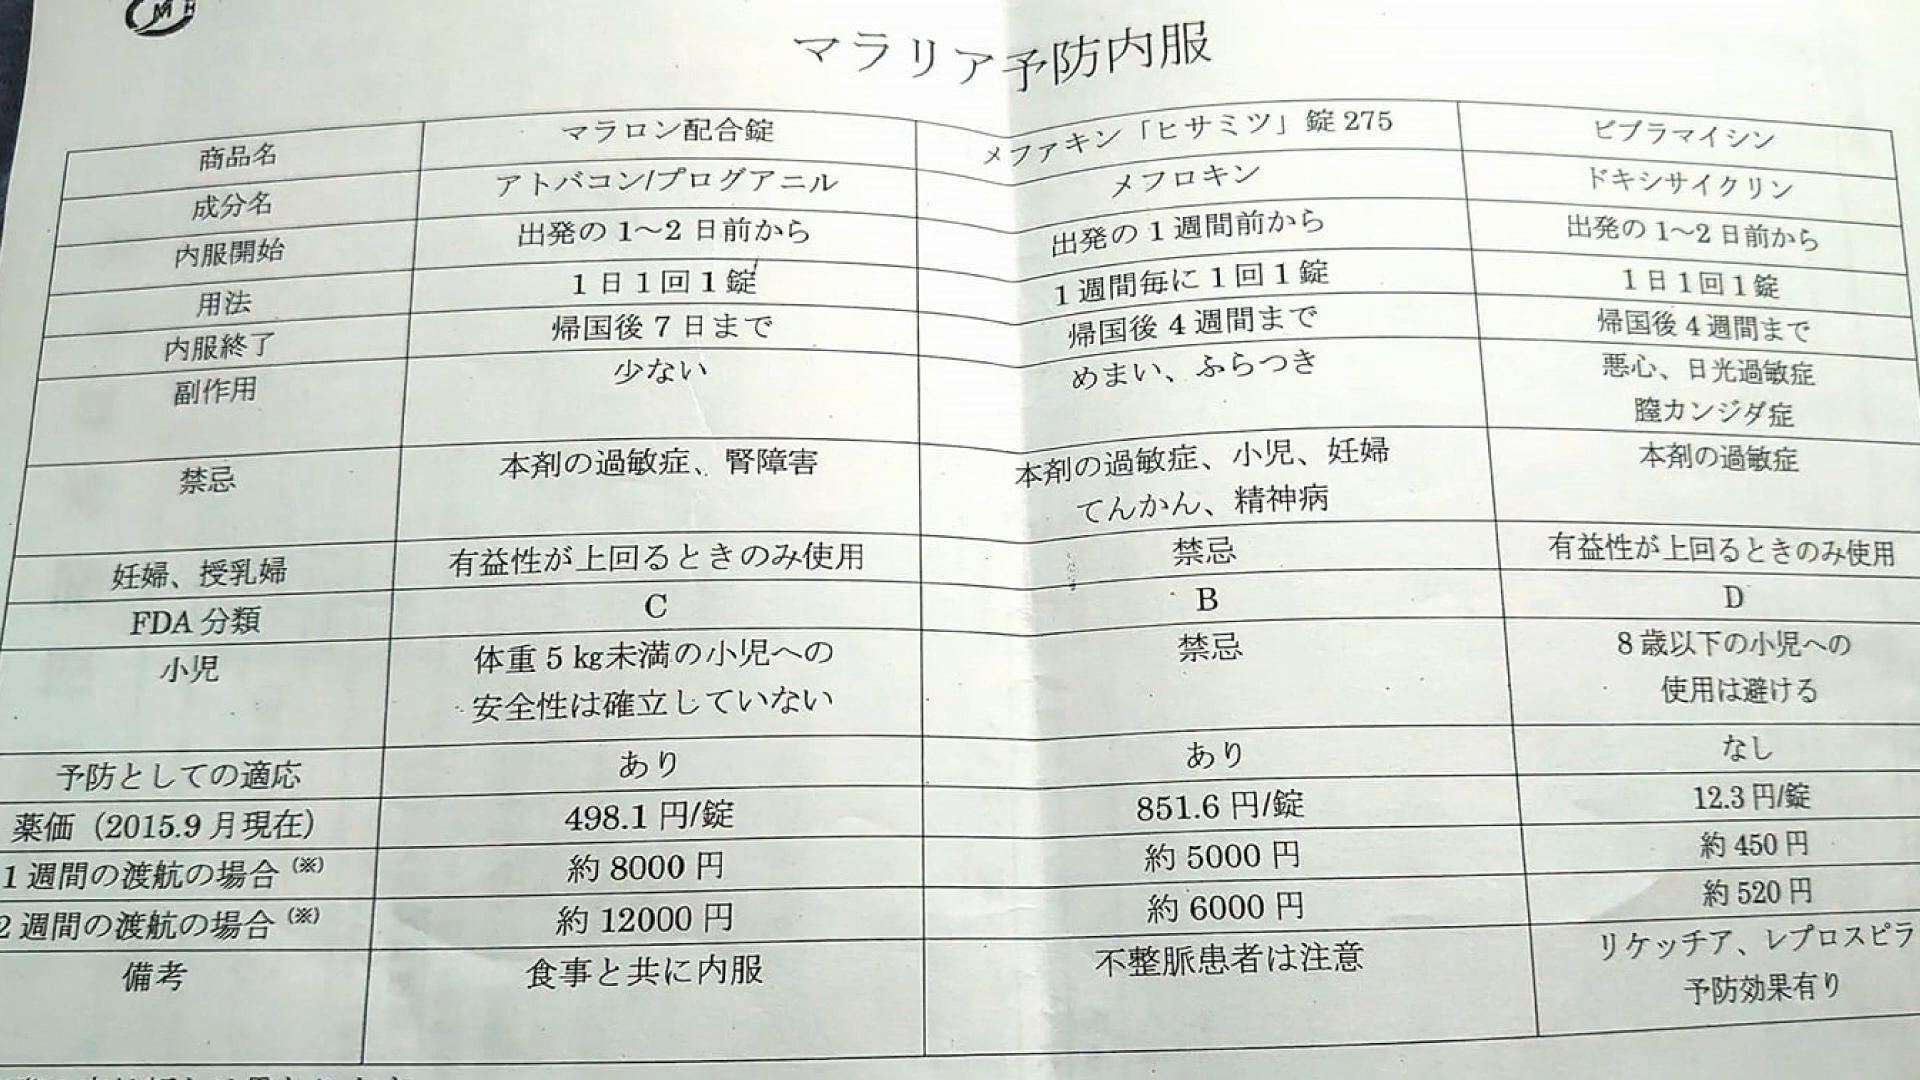 マラリア予防内服
商品名 マラロン配合錠 メファキン「ヒサミツ」錠 275 ビブラマイシン
成分名 アトバコン/プログアニル メフロキン ドキシサイクリン
内服開始 出発の 1～2 日前から 出発の 1 週間前から 出発の 1～2 日前から
用法 1 日 1 回 1 錠 1 週間毎に 1 回 1 錠 1 日 1 回 1 錠
内服終了 帰国後 7 日まで 帰国後 4 週間まで 帰国後 4 週間まで
副作用 少ない めまい、ふらつき 悪心、日光過敏症
膣カンジダ症
禁忌 本剤の過敏症、腎障害 本剤の過敏症、小児、妊婦 本剤の過敏症
てんかん、精神病
妊婦、授乳婦 有益性が上回るときのみ使用 禁忌 有益性が上回るときのみ使用
FDA 分類 C B D
小児 体重 5 ㎏未満の小児への 禁忌 8 歳以下の小児への
安全性は確立していない 使用は避ける
予防としての適応 あり あり なし
薬価（2015.9 月現在） 498.1 円/錠 851.6 円/錠 12.3 円/錠
1 週間の渡航の場合（※） 約 8000 円 約 5000 円 約 450 円
2 週間の渡航の場合（※） 約 12000 円 約 6000 円 約 520 円
備考 食事と共に内服 不整脈患者は注意 リケッチア、レプロスピラ
予防効果有り